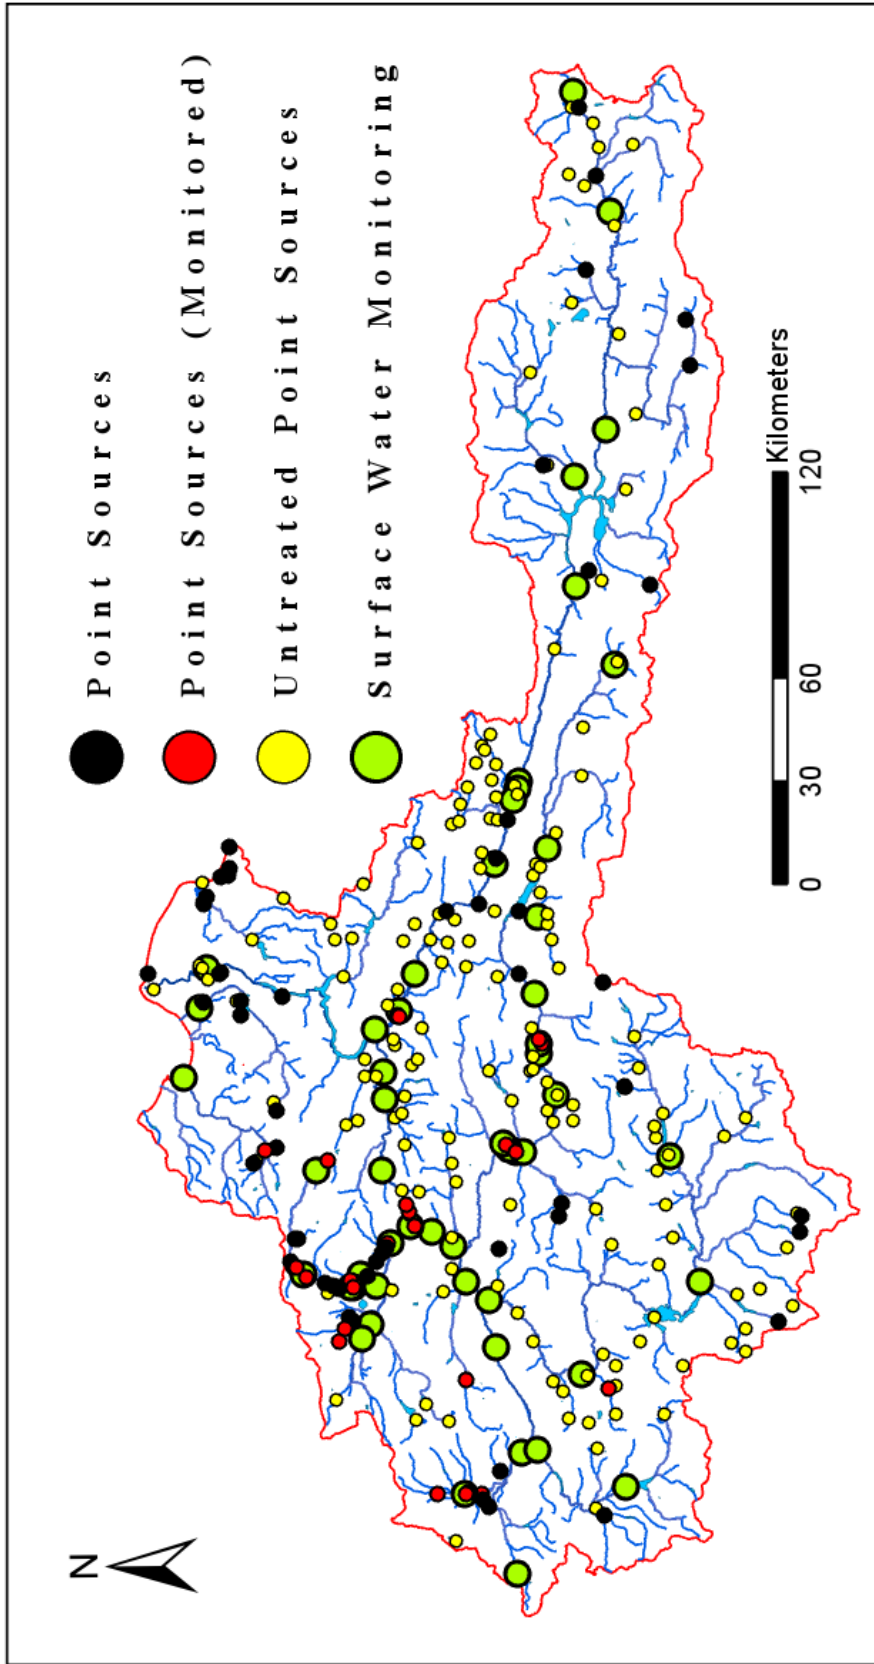 Point Sources
Point Sources (Monitored)
Untreated Point Sources
Surface Water Monitoring
N
0 30 60 120
Kilometers